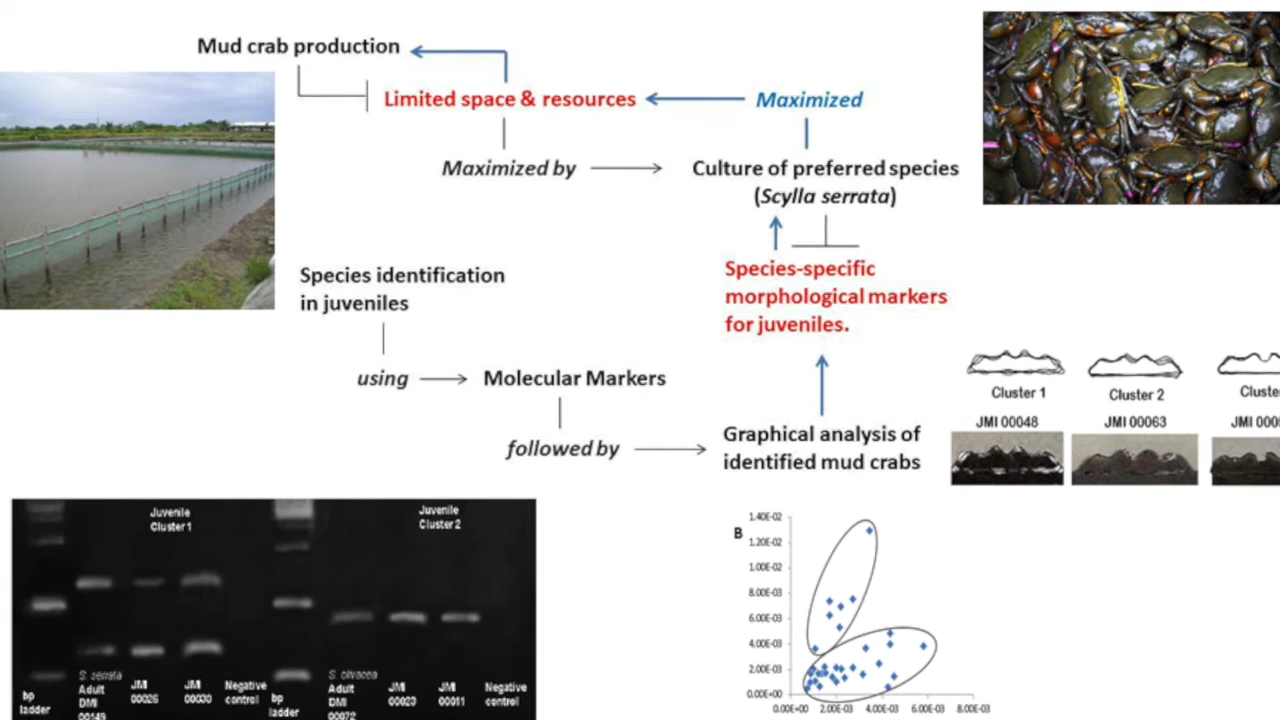 Mud crab production
Limited space & resources
Maximized
Maximized by
Culture of preferred species
(Scylla serrata)
Species identification
in juveniles
Species-specific
morphological markers
for juveniles.
using
Molecular Markers
followed by
Graphical analysis of
identified mud crabs
Cluster 1
Cluster 2
JMI 00048
JMI 00063
Juvenile
Cluster 1
Juvenile
Cluster 2
bp
ladder
S. serrata
Adult
DMI
00149
JMI
00026
JMI
00030
Negative
control
bp
ladder
S. olivacea
Adult
DMI
00072
JMI
00023
JMI
00011
Negative
control
B
1.40E-02
1.20E-02
1.00E-02
8.00E-03
6.00E-03
4.00E-03
2.00E-03
0.00E+00
0.00E+00 2.00E-03 4.00E-03 6.00E-03 8.00E-03